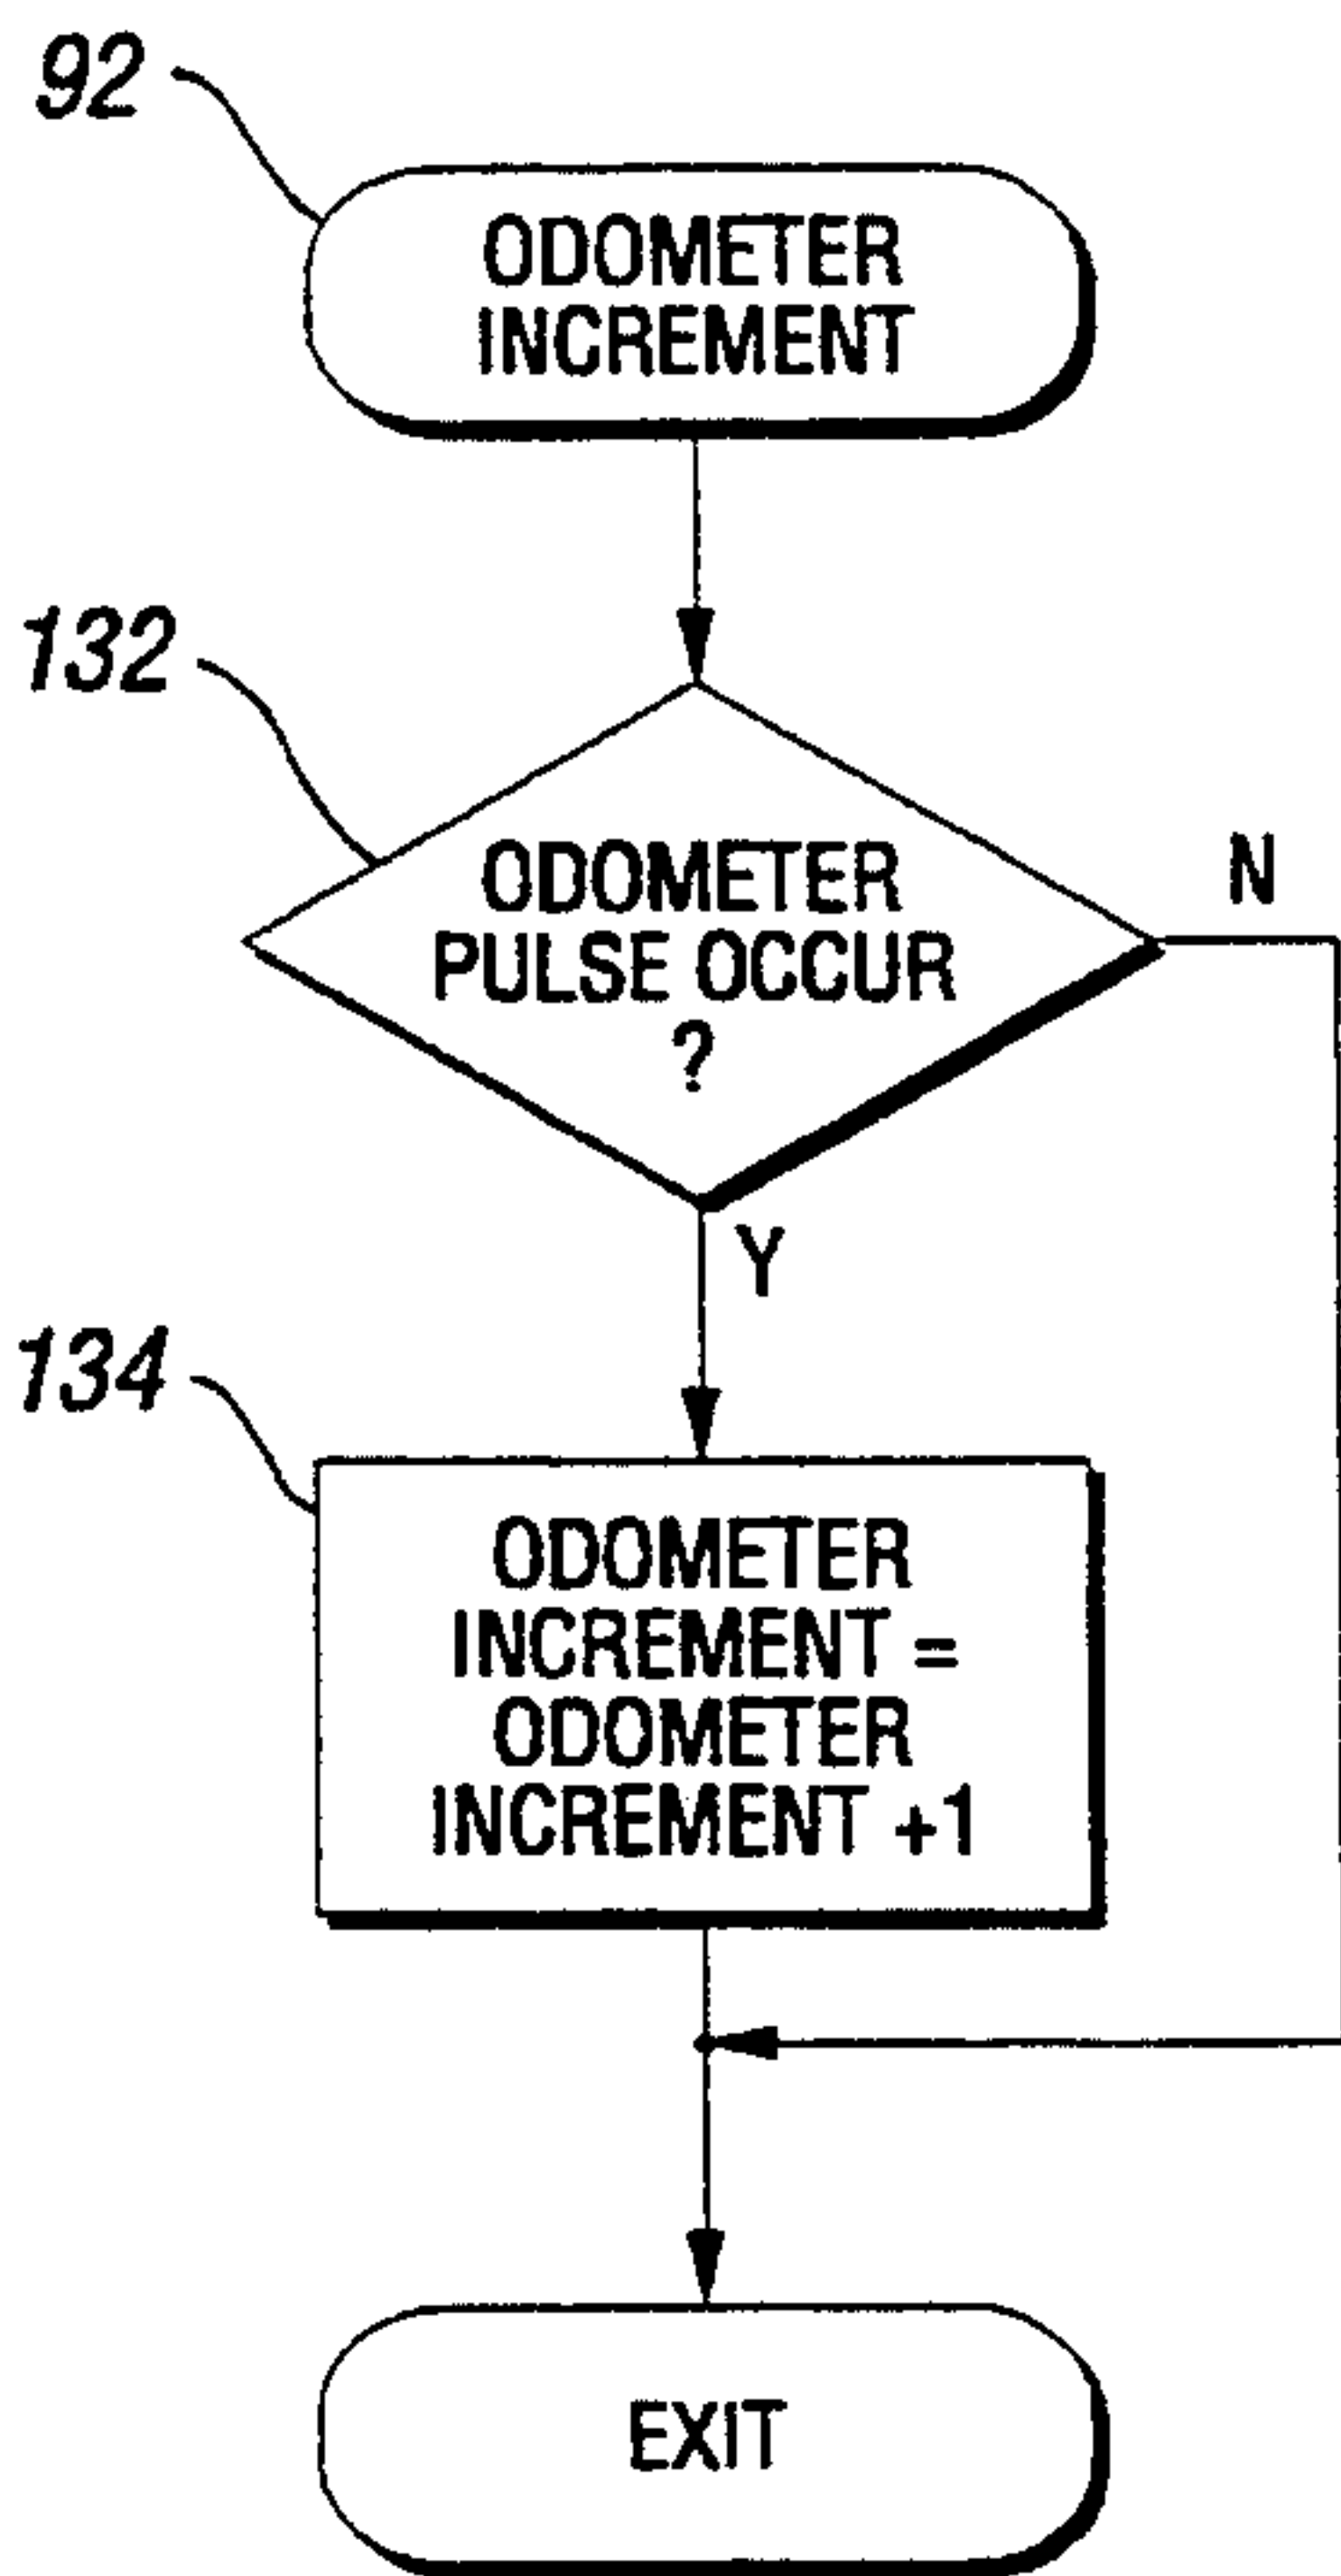 92
ODOMETER
INCREMENT
132
ODOMETER
PULSE OCCUR
?
N
Y
134
ODOMETER
INCREMENT =
ODOMETER
INCREMENT +1
EXIT